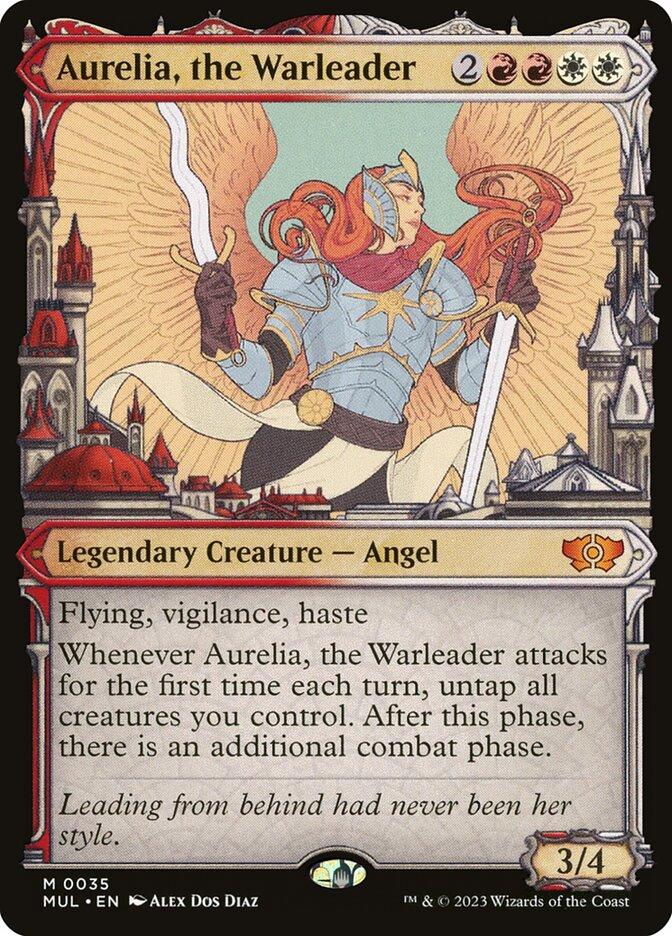 Aurelia, the Warleader 2
Legendary Creature — Angel
Flying, vigilance, haste
Whenever Aurelia, the Warleader attacks
for the first time each turn, untap all
creatures you control. After this phase,
there is an additional combat phase.
Leading from behind had never been her
style.
3/4
M 0035
MUL • EN Alex Dos Diaz
™ & © 2023 Wizards of the Coast